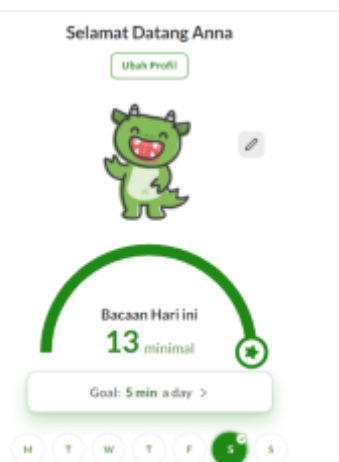 Selamat Datang Anna
Ubah Profil
Bacaan Hari ini
13 minimal
Goal: 5 min a day >
M T W T F S S